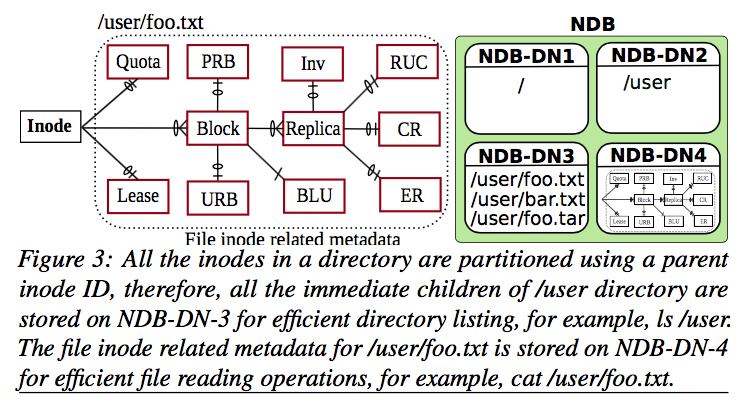 /user/foo.txt
NDB
Quota
PRB
Inv
RUC
Inode
Block
Replica
CR
Lease
URB
BLU
ER
File inode related metadata
NDB-DN1
/
NDB-DN2
/user
NDB-DN3
/user/foo.txt
/user/bar.txt
/user/foo.tar
NDB-DN4
Quota
PRB
Inv
RUC
Block
Replica
CR
Lease
URB
BLU
ER
Figure 3: All the inodes in a directory are partitioned using a parent
inode ID, therefore, all the immediate children of /user directory are
stored on NDB-DN-3 for efficient directory listing, for example, ls /user.
The file inode related metadata for /user/foo.txt is stored on NDB-DN-4
for efficient file reading operations, for example, cat /user/foo.txt.